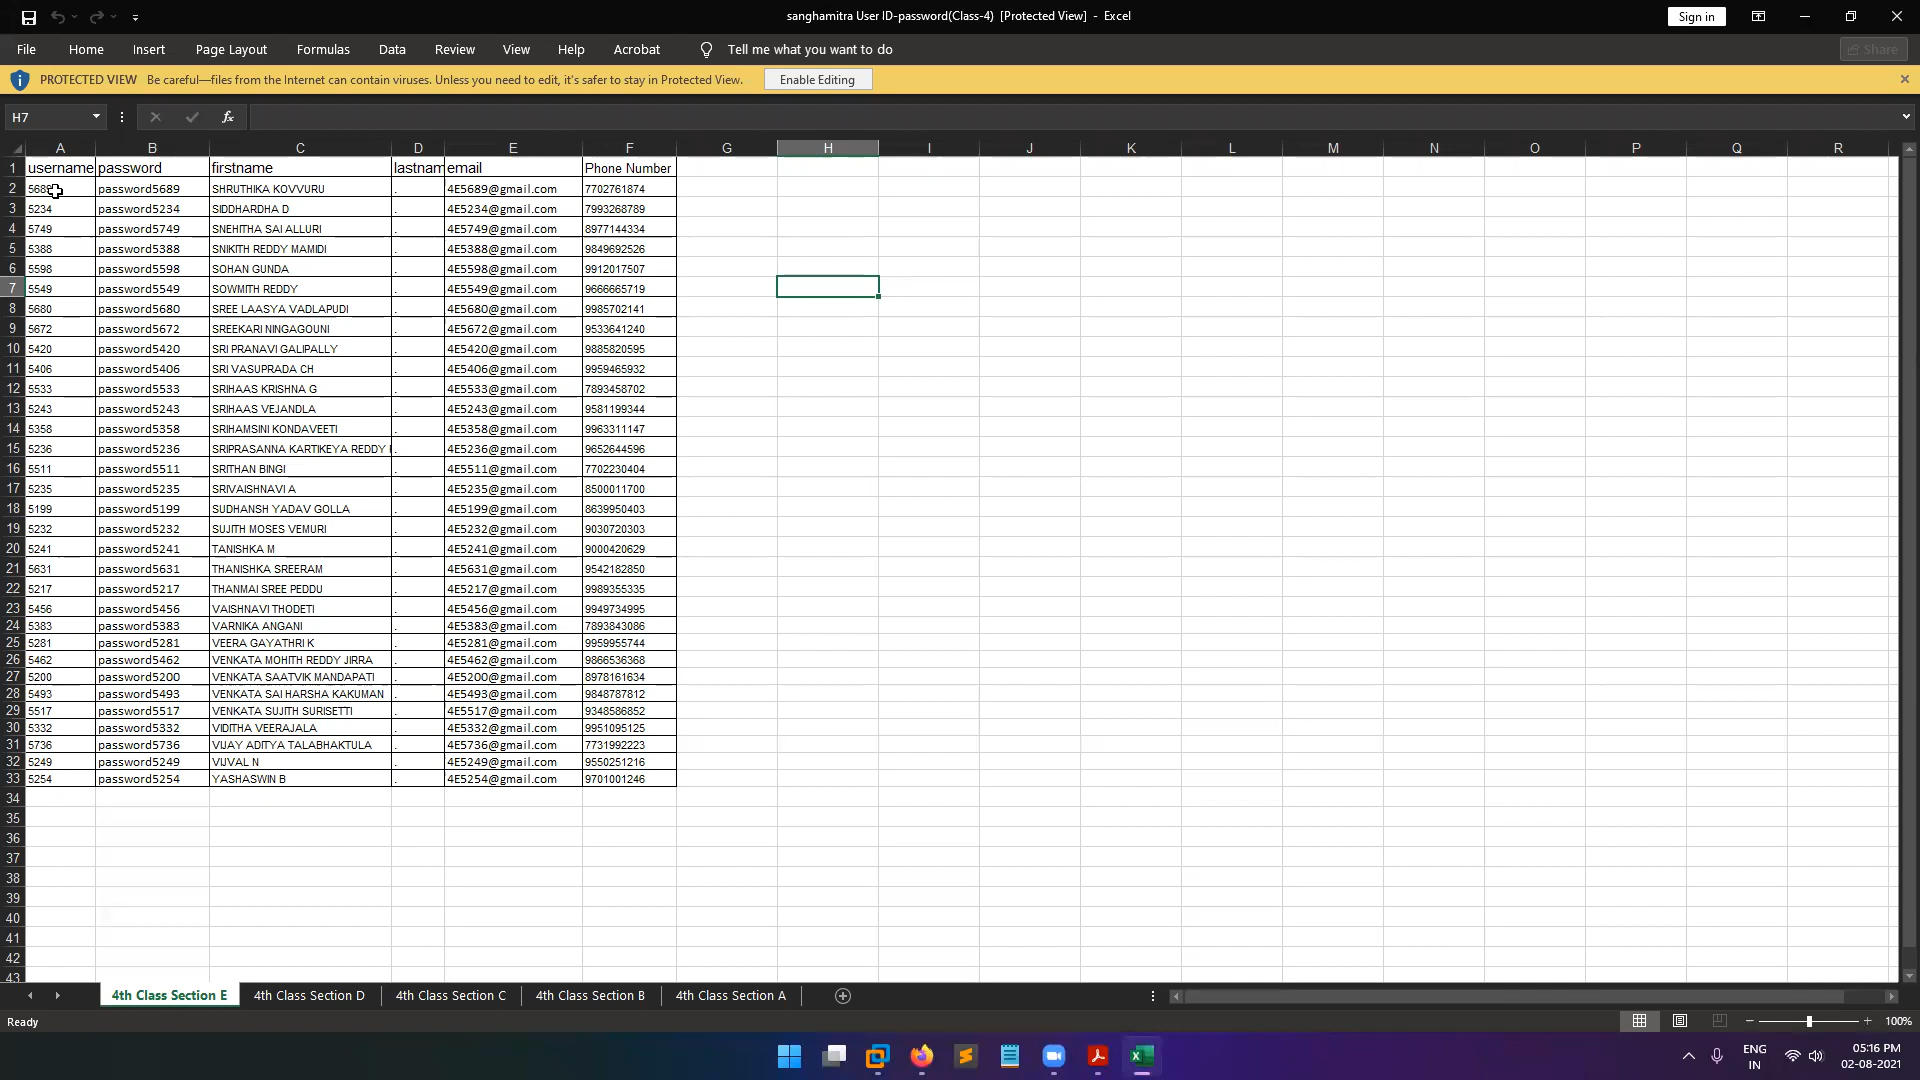 sanghamitra User ID-password(Class-4)  [Protected View]  -  Excel
Sign in
File Home Insert Page Layout Formulas Data Review View Help Acrobat Tell me what you want to do Share
PROTECTED VIEW Be careful—files from the Internet can contain viruses. Unless you need to edit, it's safer to stay in Protected View. Enable Editing
H7 fx
A B C D E F G H I J K L M N O P Q R
1 username password firstname lastnam email Phone Number
2 password5689 SHRUTHIKA KOVVURU . 4E5689@gmail.com 7702761874
3 5234 password5234 SIDDHARDHA D . 4E5234@gmail.com 7993268789
4 5749 password5749 SNEHITHA SAI ALLURI . 4E5749@gmail.com 8977144334
5 5388 password5388 SNIKITH REDDY MAMIDI . 4E5388@gmail.com 9849692526
6 5598 password5598 SOHAN GUNDA . 4E5598@gmail.com 9912017507
7 5549 password5549 SOWMITH REDDY . 4E5549@gmail.com 9666665719
8 5680 password5680 SREE LAASYA VADLAPUDI . 4E5680@gmail.com 9985702141
9 5672 password5672 SREEKARI NINGAGOUNI . 4E5672@gmail.com 9533641240
10 5420 password5420 SRI PRANAVI GALIPALLY . 4E5420@gmail.com 9885820595
11 5406 password5406 SRI VASUPRADA CH . 4E5406@gmail.com 9959465932
12 5533 password5533 SRIHAAS KRISHNA G . 4E5533@gmail.com 7893458702
13 5243 password5243 SRIHAAS VEJANDLA . 4E5243@gmail.com 9581199344
14 5358 password5358 SRIHAMSINI KONDAVEETI . 4E5358@gmail.com 9963311147
15 5236 password5236 SRIPRASANNA KARTIKEYA REDDY . 4E5236@gmail.com 9652644596
16 5511 password5511 SRITHAN BINGI . 4E5511@gmail.com 7702230404
17 5235 password5235 SRIVAISHNAVI A . 4E5235@gmail.com 8500011700
18 5199 password5199 SUDHANSH YADAV GOLLA . 4E5199@gmail.com 8639950403
19 5232 password5232 SUJITH MOSES VEMURI . 4E5232@gmail.com 9030720303
20 5241 password5241 TANISHKA M . 4E5241@gmail.com 9000420629
21 5631 password5631 THANISHKA SREERAM . 4E5631@gmail.com 9542182850
22 5217 password5217 THANMAI SREE PEDDU . 4E5217@gmail.com 9989355335
23 5456 password5456 VAISHNAVI THODETI . 4E5456@gmail.com 9949734995
24 5383 password5383 VARNIKA ANGANI . 4E5383@gmail.com 7893843086
25 5281 password5281 VEERA GAYATHRI K . 4E5281@gmail.com 9959955744
26 5462 password5462 VENKATA MOHITH REDDY JIRRA . 4E5462@gmail.com 9866536368
27 5200 password5200 VENKATA SAATVIK MANDAPATI . 4E5200@gmail.com 8978161634
28 5493 password5493 VENKATA SAI HARSHA KAKUMAN . 4E5493@gmail.com 9848787812
29 5517 password5517 VENKATA SUJITH SURISETTI . 4E5517@gmail.com 9348586852
30 5332 password5332 VIDITHA VEERAJALA . 4E5332@gmail.com 9951095125
31 5736 password5736 VIJAY ADITYA TALABHAKTULA . 4E5736@gmail.com 7731992223
32 5249 password5249 VIJVAL N . 4E5249@gmail.com 9550251216
33 5254 password5254 YASHASWIN B . 4E5254@gmail.com 9701001246
34
35
36
37
38
39
40
41
42
43
4th Class Section E 4th Class Section D 4th Class Section C 4th Class Section B 4th Class Section A
Ready 100%
ENG 05:16 PM
IN 02-08-2021